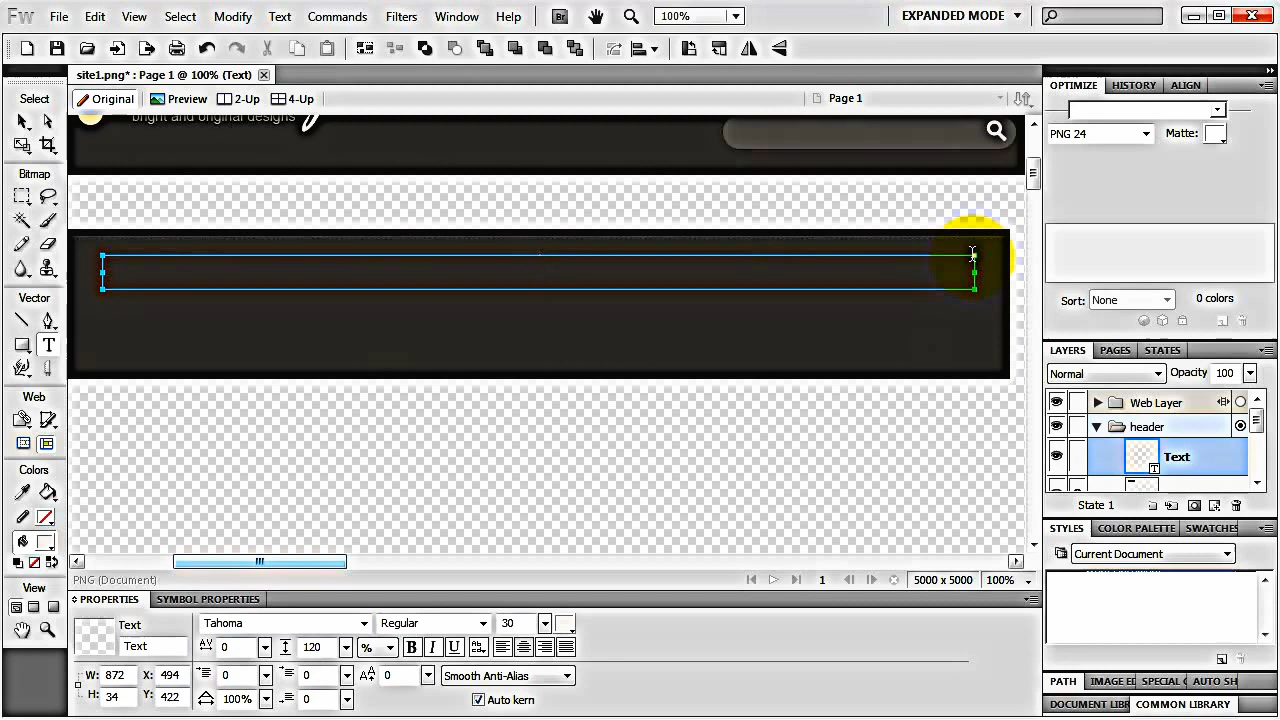 Fw File Edit View Select Modify Text Commands Filters Window Help Br 100% EXPANDED MODE
site1.png* : Page 1 @ 100% (Text)
Original Preview 2-Up 4-Up Page 1
bright and original designs
Select
Bitmap
Vector
T
Web
Colors
View
OPTIMIZE HISTORY ALIGN
PNG 24 Matte:
Sort: None 0 colors
LAYERS PAGES STATES
Normal Opacity 100
Web Layer
header
Text
State 1
STYLES COLOR PALETTE SWATCHES
Current Document
PATH IMAGE ED SPECIAL AUTO SH
DOCUMENT LIBR COMMON LIBRARY
PNG (Document) 1 5000 x 5000 100%
PROPERTIES SYMBOL PROPERTIES
Text Tahoma Regular 30
Text 0 120 % B I U
W: 872 X: 494 0 0 0 Smooth Anti-Alias
H: 34 Y: 422 100% 0 Auto kern